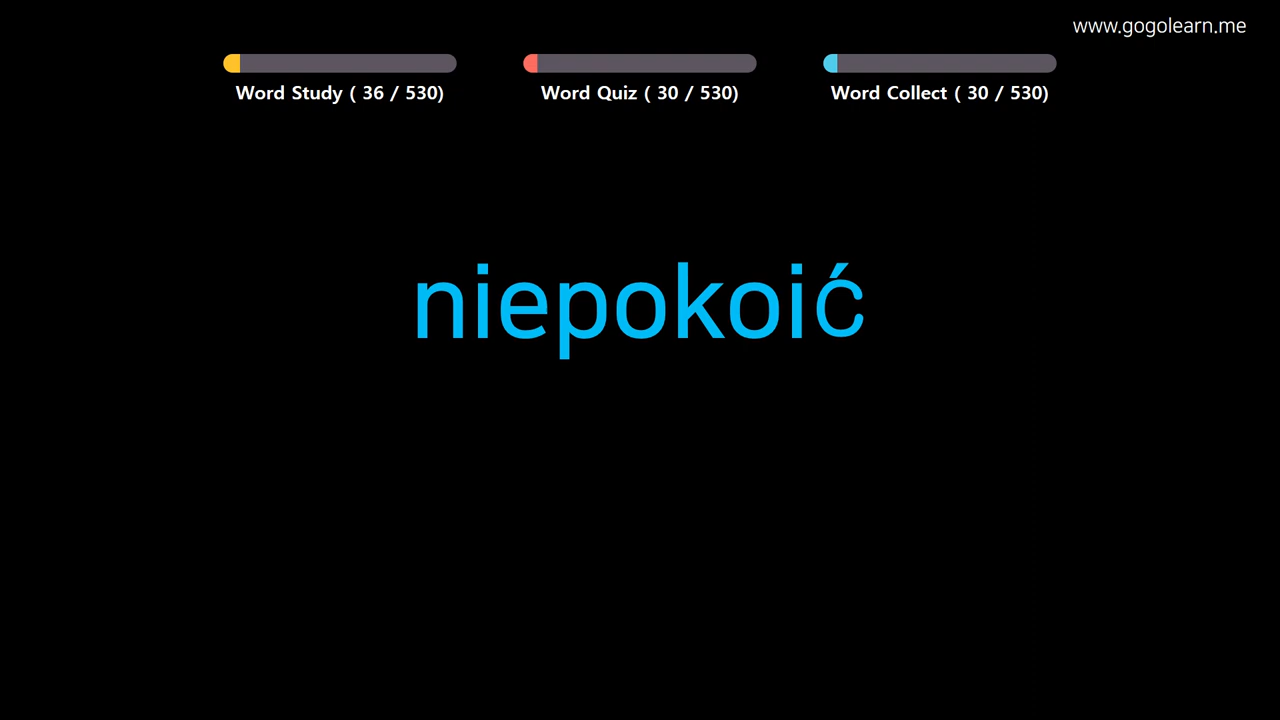 www.gogolearn.me
Word Study ( 36 / 530)
Word Quiz ( 30 / 530)
Word Collect ( 30 / 530)
niepokoić